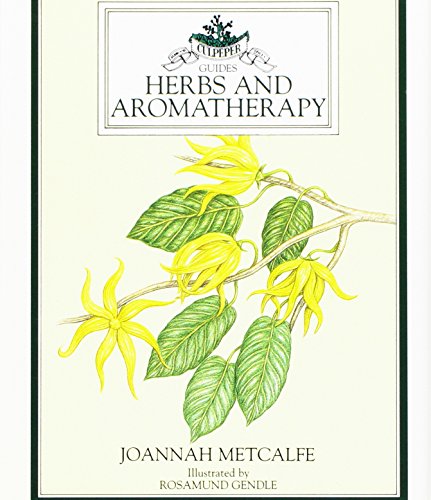 CULPEPER
GUIDES
HERBS AND
AROMATHERAPY
JOANNAH METCALFE
Illustrated by
ROSAMUND GENDLE